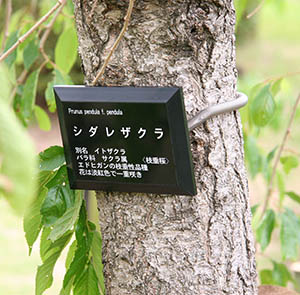 Prunus pendula f. pendula
シダレザクラ
別名 イトザクラ
バラ科 サクラ属 〈枝垂桜〉
エドヒガンの枝垂性品種
花は淡紅色で一重咲き